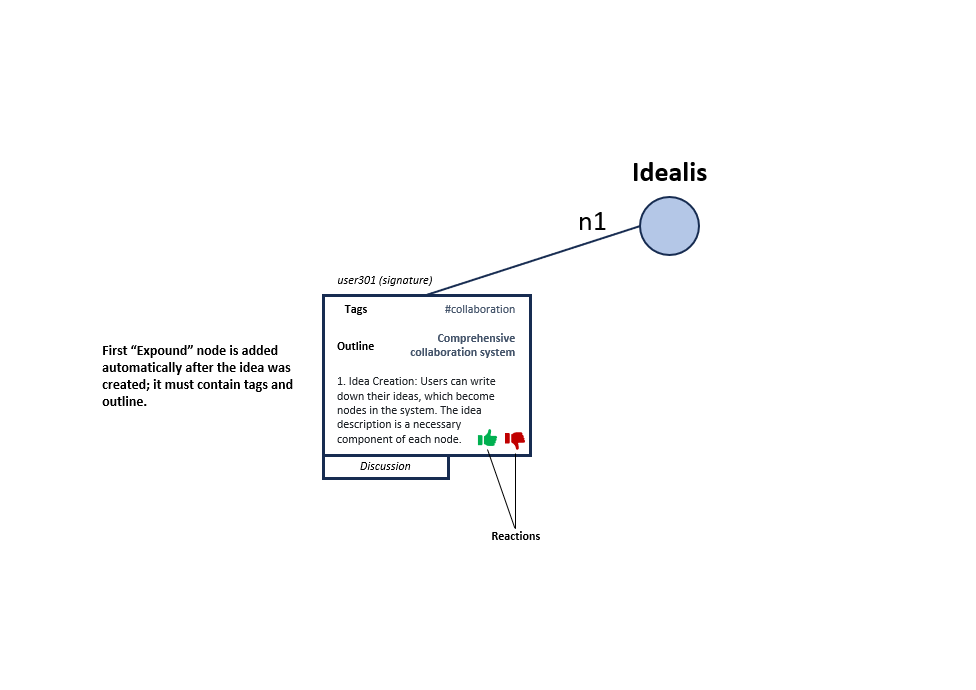 Idealis
n1
user301 (signature)
Tags
#collaboration
Outline
Comprehensive
collaboration system
First “Expound” node is added
automatically after the idea was
created; it must contain tags and
outline.
1. Idea Creation: Users can write
down their ideas, which become
nodes in the system. The idea
description is a necessary
component of each node.
Discussion
Reactions